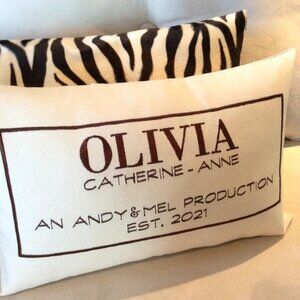 OLIVIA
CATHERINE - ANNE
AN ANDY & MEL PRODUCTION
EST. 2021